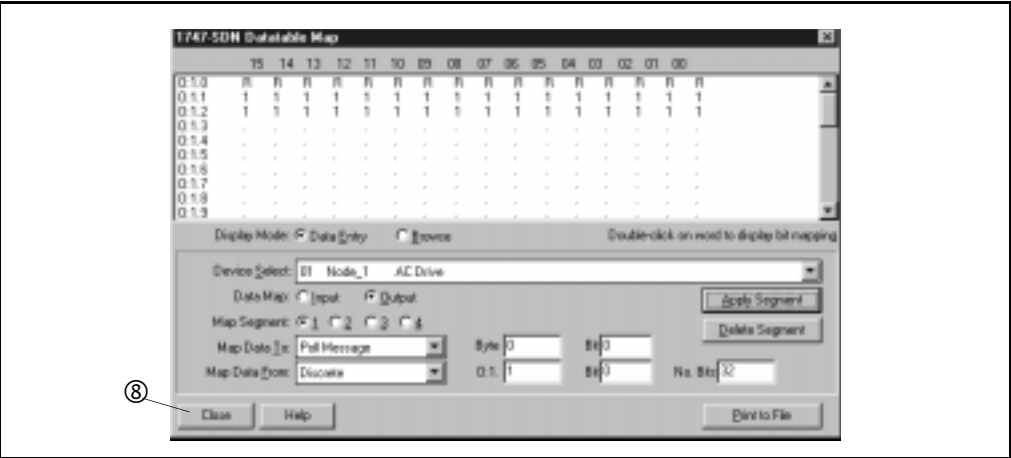 1747-SDN Datatable Map
15 14 13 12 11 10 09 08 07 06 05 04 03 02 01 00
O:1.0 R R R R R R R R R R R R R R R R
O:1.1 1 1 1 1 1 1 1 1 1 1 1 1 1 1 1 1
O:1.2 1 1 1 1 1 1 1 1 1 1 1 1 1 1 1 1
O:1.3 . . . . . . . . . . . . . . . .
O:1.4 . . . . . . . . . . . . . . . .
O:1.5 . . . . . . . . . . . . . . . .
O:1.6 . . . . . . . . . . . . . . . .
O:1.7 . . . . . . . . . . . . . . . .
O:1.8 . . . . . . . . . . . . . . . .
O:1.9 . . . . . . . . . . . . . . . .
Display Mode: Data Entry Browse Double-click on word to display bit mapping
Device Select: 01 Node_1 AC Drive
Data Map: Input Output Apply Segment
Map Segment: 1 2 3 4 Delete Segment
Map Data To: Poll Message Byte 0 Bit 0
Map Data From: Discrete O:1. 1 Bit 0 No. Bits 32
⑧
Close Help Print to File